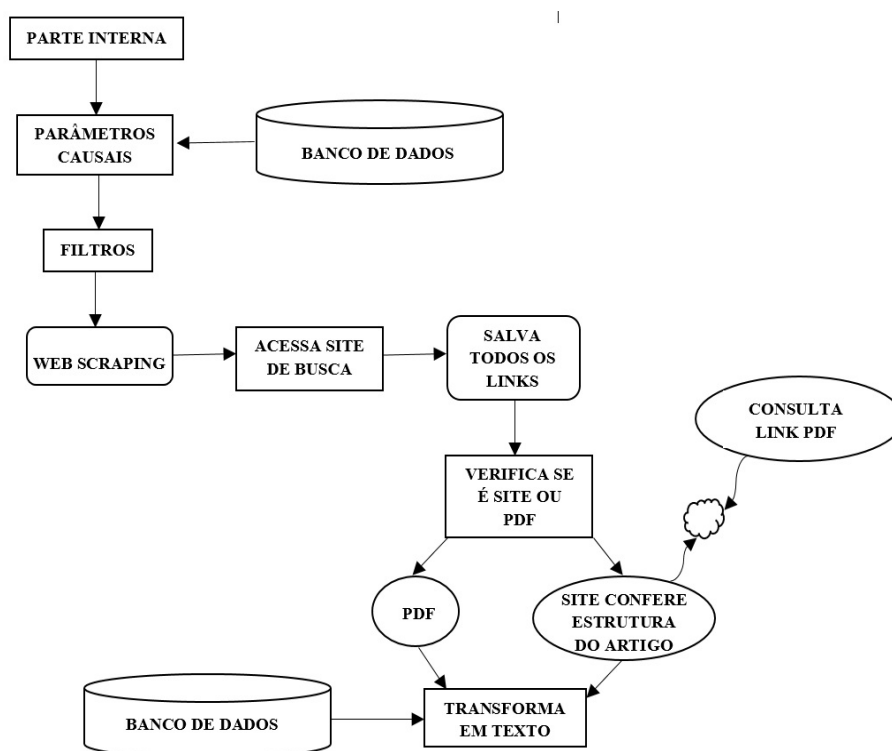 PARTE INTERNA
PARÂMETROS
CAUSAIS
BANCO DE DADOS
FILTROS
WEB SCRAPING
ACESSA SITE
DE BUSCA
SALVA
TODOS OS
LINKS
CONSULTA
LINK PDF
VERIFICA SE
É SITE OU
PDF
PDF
SITE CONFERE
ESTRUTURA
DO ARTIGO
BANCO DE DADOS
TRANSFORMA
EM TEXTO